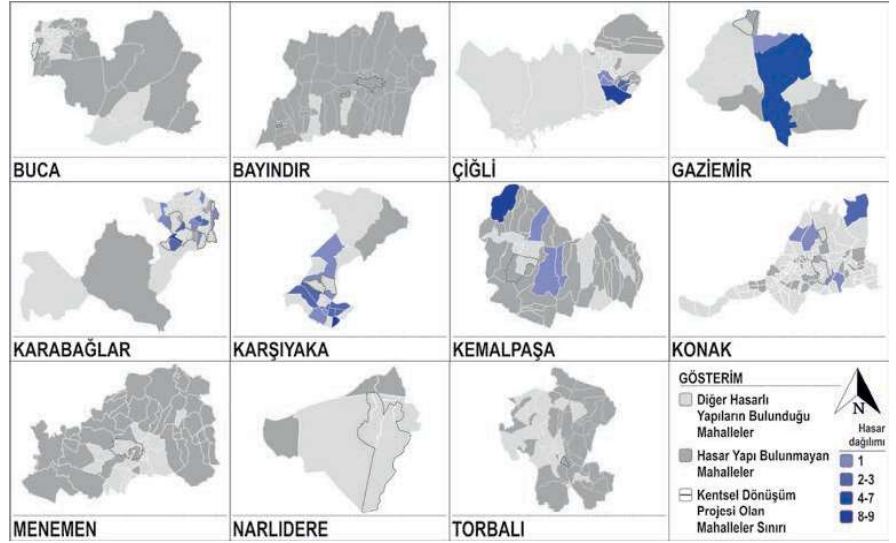 BUCA
BAYINDIR
ÇİĞLİ
GAZİEMİR
KARABAĞLAR
KARŞIYAKA
KEMALPAŞA
KONAK
MENEMEN
NARLIDERE
TORBALI
GÖSTERİM
Diğer Hasarlı
Yapıların Bulunduğu
Mahalleler
Hasar Yapı Bulunmayan
Mahalleler
Kentsel Dönüşüm
Projesi Olan
Mahalleler Sınırı
N
Hasar
dağılımı
1
2-3
4-7
8-9